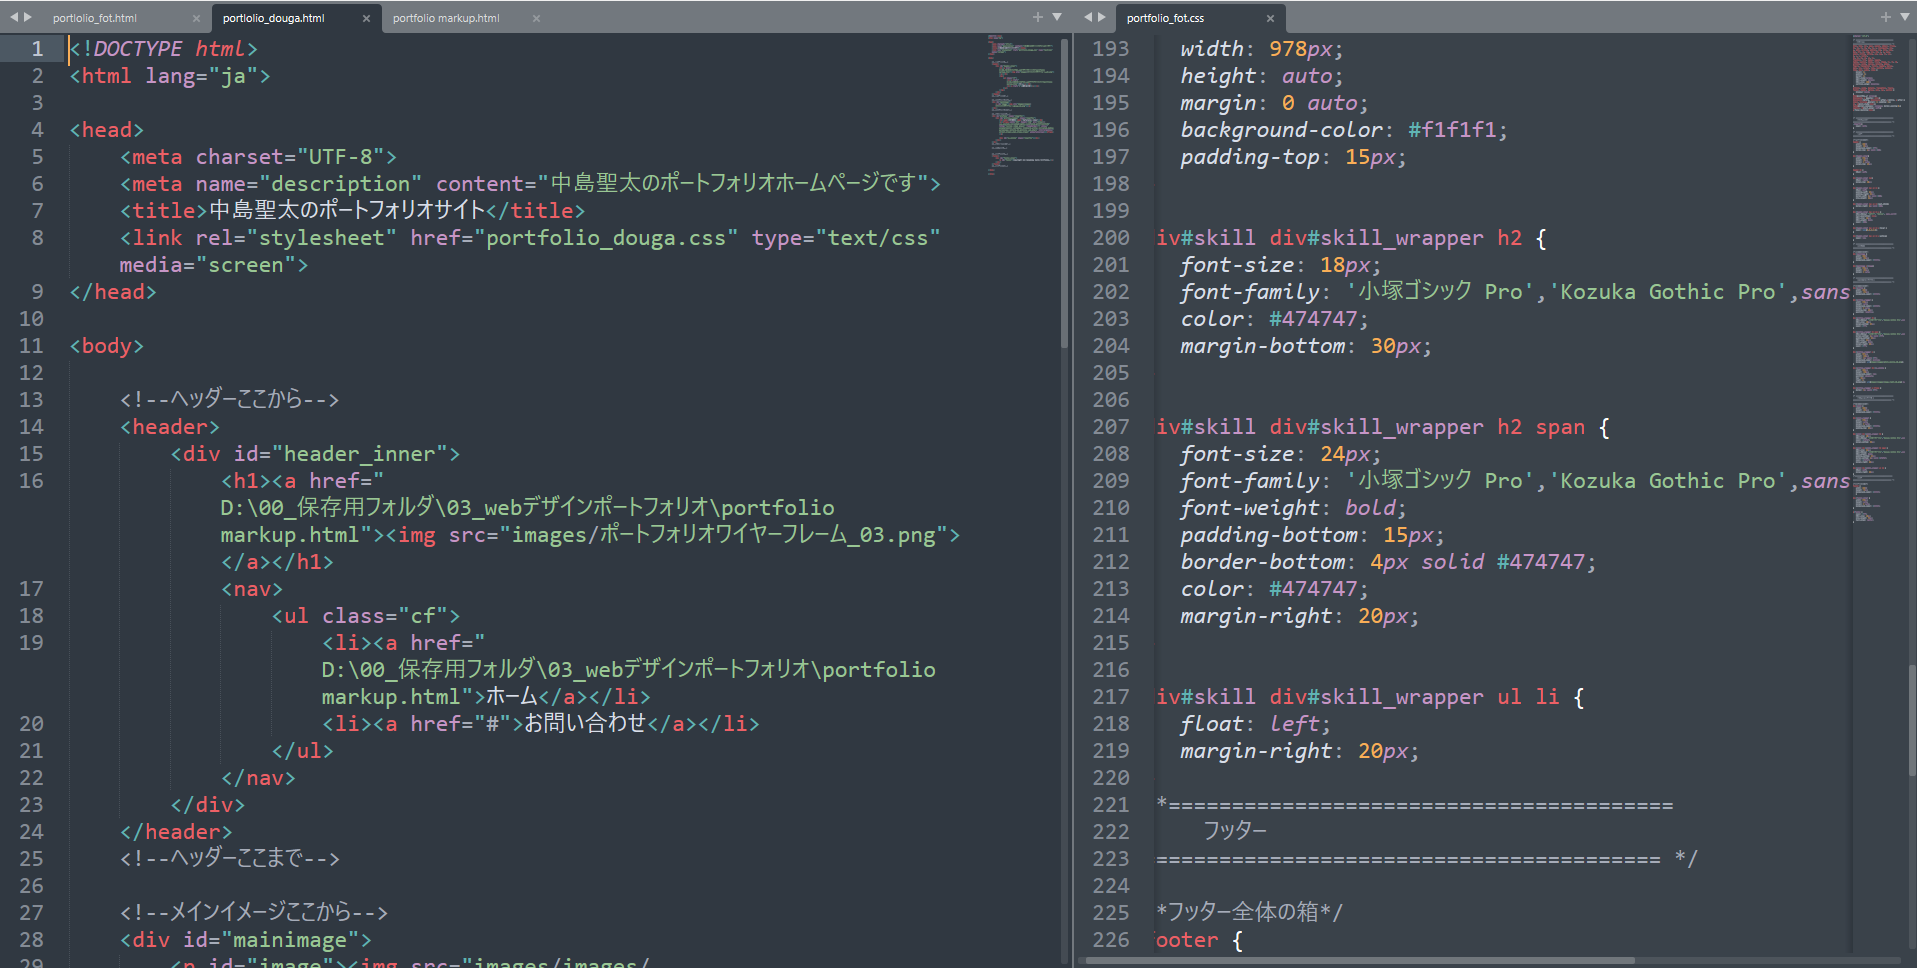 portfolio_fot.html
portfolio_douga.html
portfolio markup.html
1 <!DOCTYPE html>
2 <html lang="ja">
3
4 <head>
5 <meta charset="UTF-8">
6 <meta name="description" content="中島聖太のポートフォリオホームページです">
7 <title>中島聖太のポートフォリオサイト</title>
8 <link rel="stylesheet" href="portfolio_douga.css" type="text/css"
media="screen">
9 </head>
10
11 <body>
12
13 <!--ヘッダーここから-->
14 <header>
15 <div id="header_inner">
16 <h1><a href="
D:\00_保存用フォルダ\03_webデザインポートフォリオ\portfolio
markup.html"><img src="images/ポートフォリオワイヤーフレーム_03.png">
</a></h1>
17 <nav>
18 <ul class="cf">
19 <li><a href="
D:\00_保存用フォルダ\03_webデザインポートフォリオ\portfolio
markup.html">ホーム</a></li>
20 <li><a href="#">お問い合わせ</a></li>
21 </ul>
22 </nav>
23 </div>
24 </header>
25 <!--ヘッダーここまで-->
26
27 <!--メインイメージここから-->
28 <div id="mainimage">
29 <p id="image"><img src="images/images/
portfolio_fot.css
193 width: 978px;
194 height: auto;
195 margin: 0 auto;
196 background-color: #f1f1f1;
197 padding-top: 15px;
198
199
200 iv#skill div#skill_wrapper h2 {
201 font-size: 18px;
202 font-family: '小塚ゴシック Pro','Kozuka Gothic Pro',sans
203 color: #474747;
204 margin-bottom: 30px;
205
206
207 iv#skill div#skill_wrapper h2 span {
208 font-size: 24px;
209 font-family: '小塚ゴシック Pro','Kozuka Gothic Pro',sans
210 font-weight: bold;
211 padding-bottom: 15px;
212 border-bottom: 4px solid #474747;
213 color: #474747;
214 margin-right: 20px;
215
216
217 iv#skill div#skill_wrapper ul li {
218 float: left;
219 margin-right: 20px;
220
221 *========================================
222 フッター
223 ======================================== */
224
225 *フッター全体の箱*/
226 ooter {